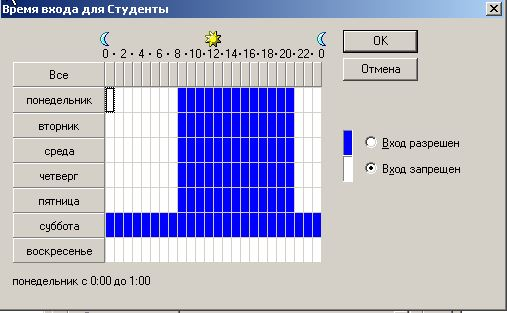 Время входа для Студенты
0 · 2 · 4 · 6 · 8 · 10 · 12 · 14 · 16 · 18 · 20 · 22 · 0
OK
Отмена
Все
понедельник
вторник
среда
четверг
пятница
суббота
воскресенье
Вход разрешен
Вход запрещен
понедельник с 0:00 до 1:00